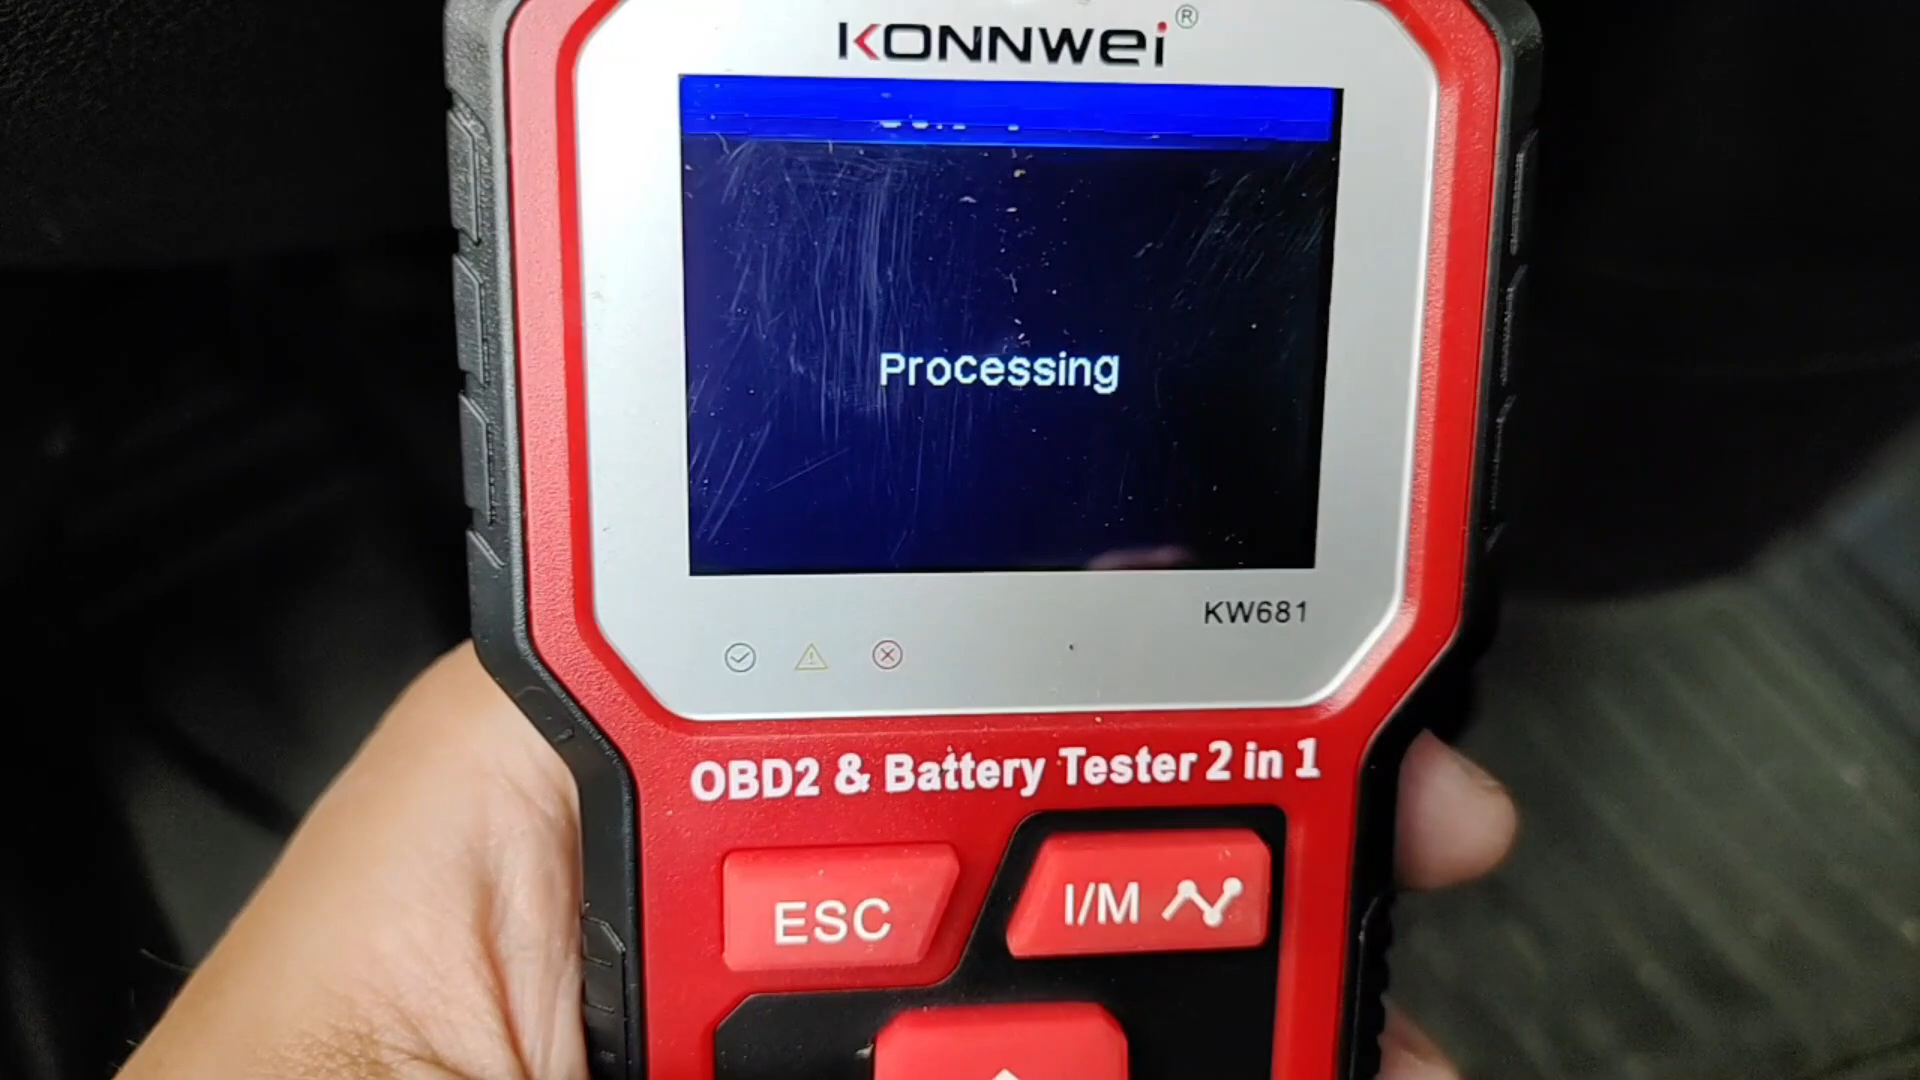 KONNWEI®
Processing
KW681
OBD2 & Battery Tester 2 in 1
ESC
I/M